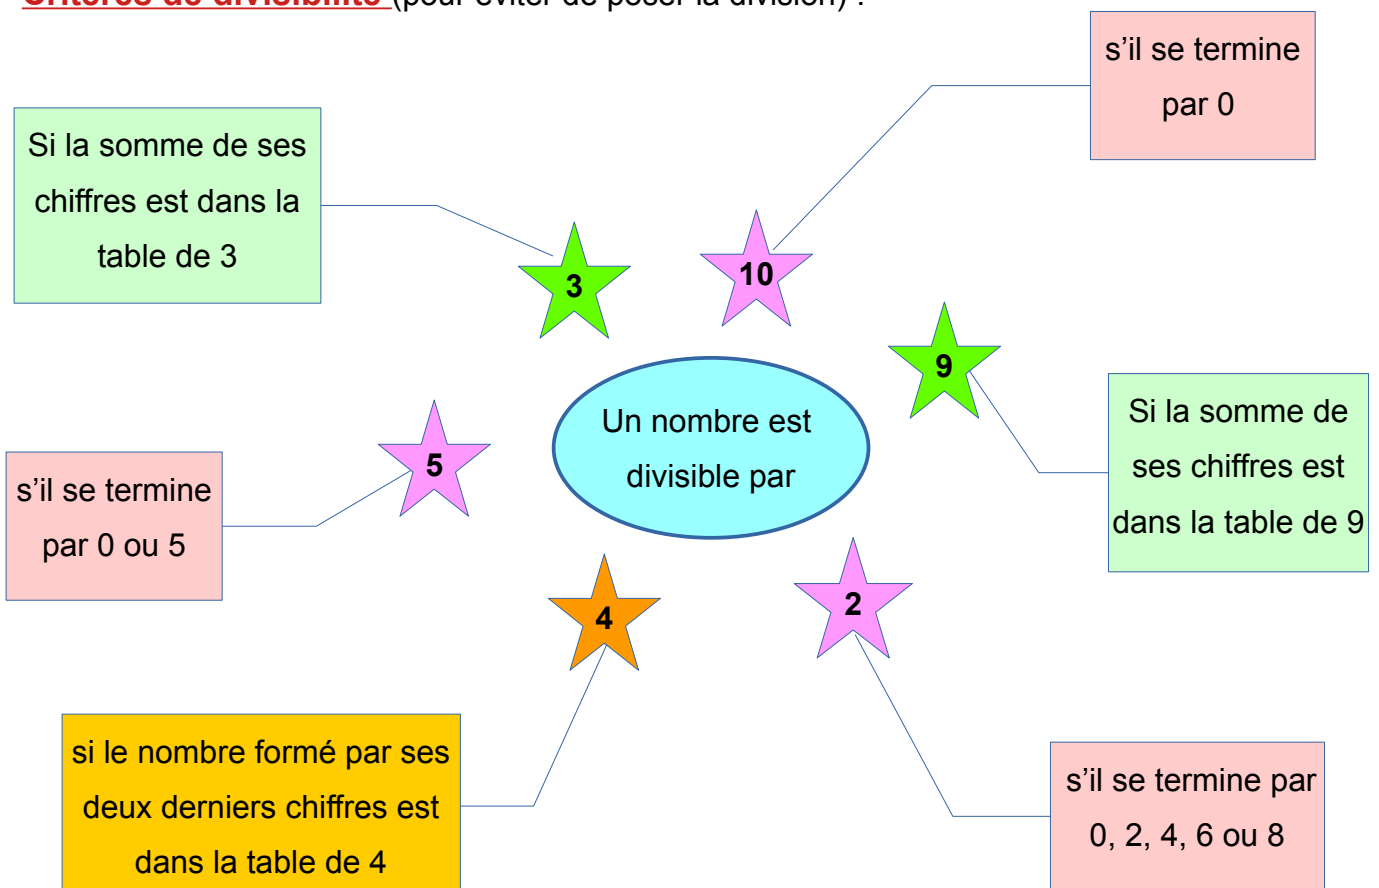 Critères de divisibilité (pour éviter de poser la division) :
s’il se termine
par 0
Si la somme de ses
chiffres est dans la
table de 3
3
10
9
Un nombre est
divisible par
Si la somme de
ses chiffres est
dans la table de 9
5
s’il se termine
par 0 ou 5
4
2
si le nombre formé par ses
deux derniers chiffres est
dans la table de 4
s’il se termine par
0, 2, 4, 6 ou 8